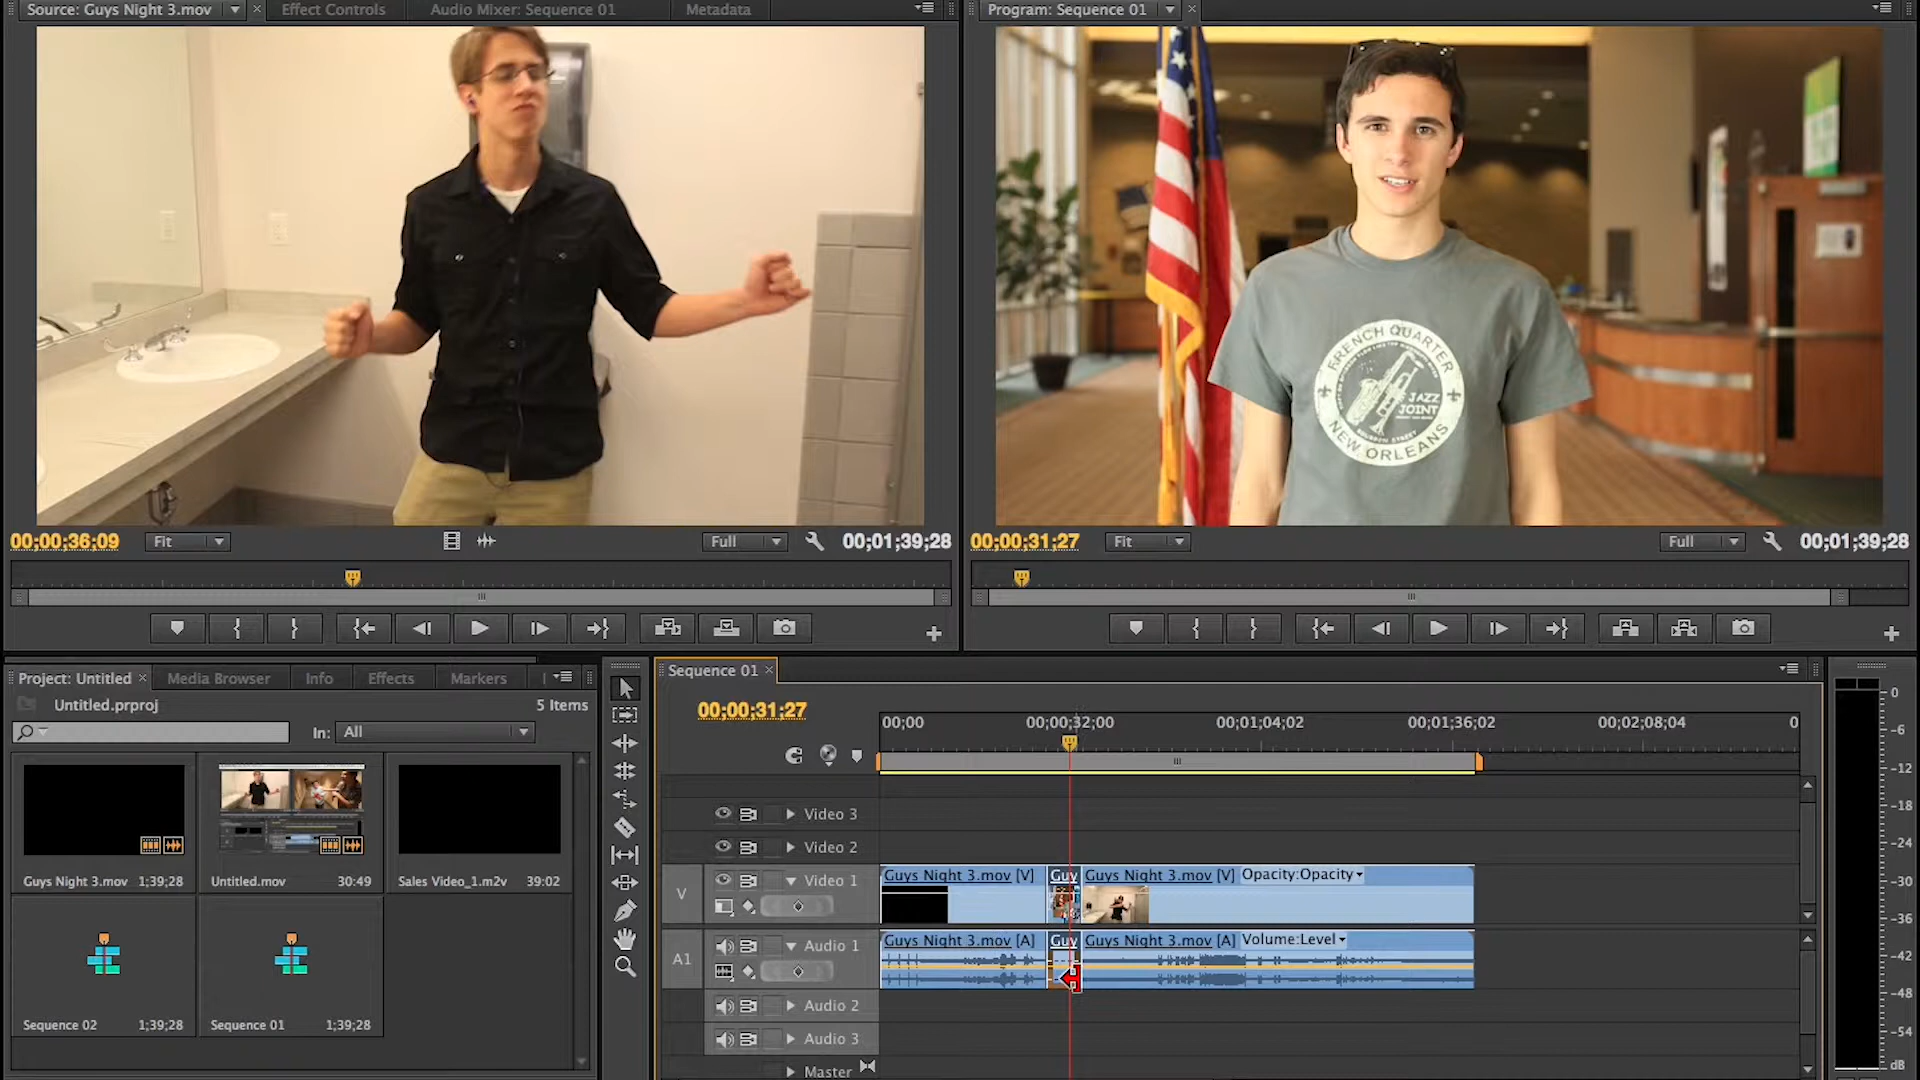 Source: Guys Night 3.mov
Effect Controls
Audio Mixer: Sequence 01
Metadata
Program: Sequence 01
FRENCH QUARTER
JAZZ
JOINT
BOURBON STREET
NEW ORLEANS
00;00;36;09
Fit
Full
00;01;39;28
00;00;31;27
Fit
Full
00;01;39;28
Project: Untitled
Media Browser
Info
Effects
Markers
Untitled.prproj
5 Items
In: All
Guys Night 3.mov 1;39;28
Untitled.mov 30:49
Sales Video_1.m2v 39:02
Sequence 02 1;39;28
Sequence 01 1;39;28
Sequence 01
00;00;31;27
00;00
00;00;32;00
00;01;04;02
00;01;36;02
00;02;08;04
0
Video 3
Video 2
V
Video 1
Guys Night 3.mov [V]
Guy
Guys Night 3.mov [V] Opacity:Opacity
A1
Audio 1
Guys Night 3.mov [A]
Guy
Guys Night 3.mov [A] Volume:Level
Audio 2
Audio 3
Master
0
-6
-12
-18
-24
-30
-36
-42
-48
-54
dB